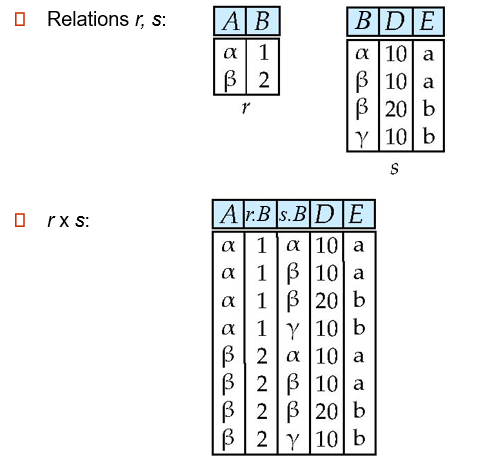 Relations r, s:
A B
α 1
β 2
r
B D E
α 10 a
β 10 a
β 20 b
γ 10 b
s
r x s:
A r.B s.B D E
α 1 α 10 a
α 1 β 10 a
α 1 β 20 b
α 1 γ 10 b
β 2 α 10 a
β 2 β 10 a
β 2 β 20 b
β 2 γ 10 b